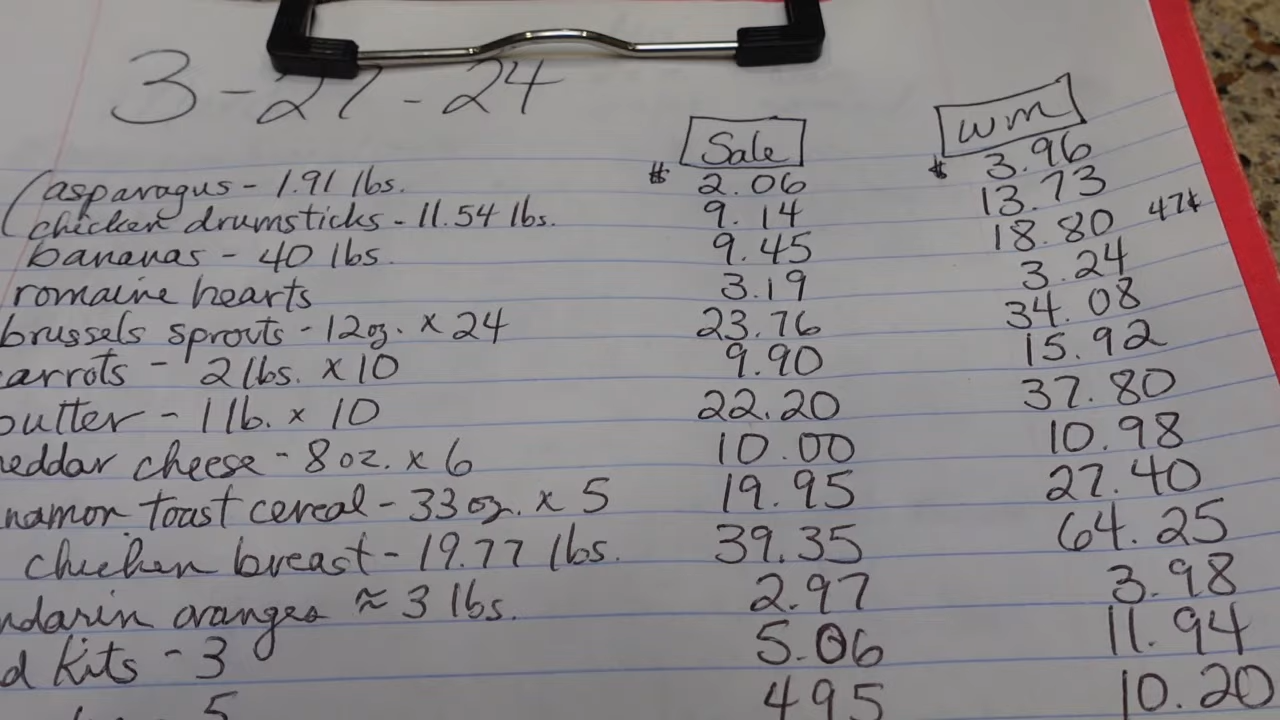 3-27-24
Sale WM
(asparagus - 1.91 lbs. $ 2.06 $ 3.96
chicken drumsticks - 11.54 lbs. 9.14 13.73
bananas - 40 lbs. 9.45 18.80 47¢
romaine hearts 3.19 3.24
brussels sprouts - 12oz. x 24 23.76 34.08
arrots - 2 lbs. x 10 9.90 15.92
butter - 1 lb. x 10 22.20 37.80
eddar cheese - 8 oz. x 6 10.00 10.98
namon toast cereal - 33 oz. x 5 19.95 27.40
chicken breast - 19.77 lbs. 39.35 64.25
ndarin oranges ≈ 3 lbs. 2.97 3.98
d kits - 3 5.06 11.94
5 4.95 10.20